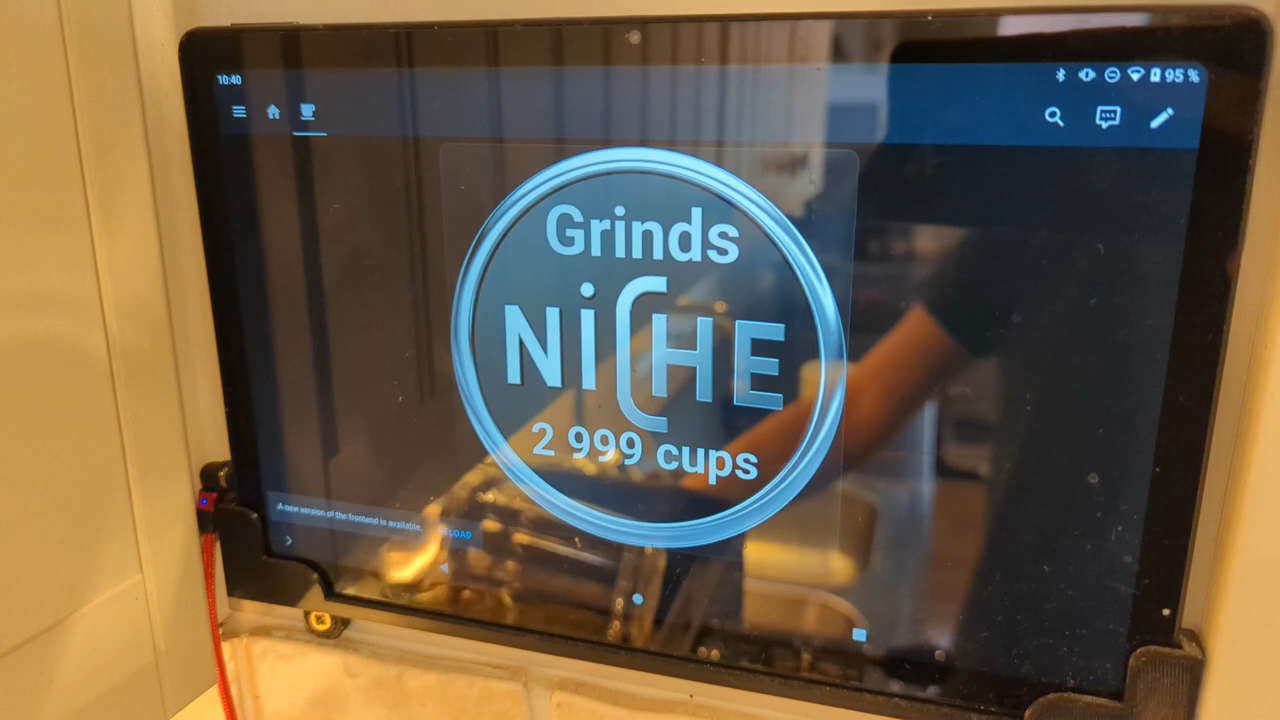 10:40
95 %
Grinds
NiCHE
2 999 cups
A new version of the frontend is available.
RELOAD